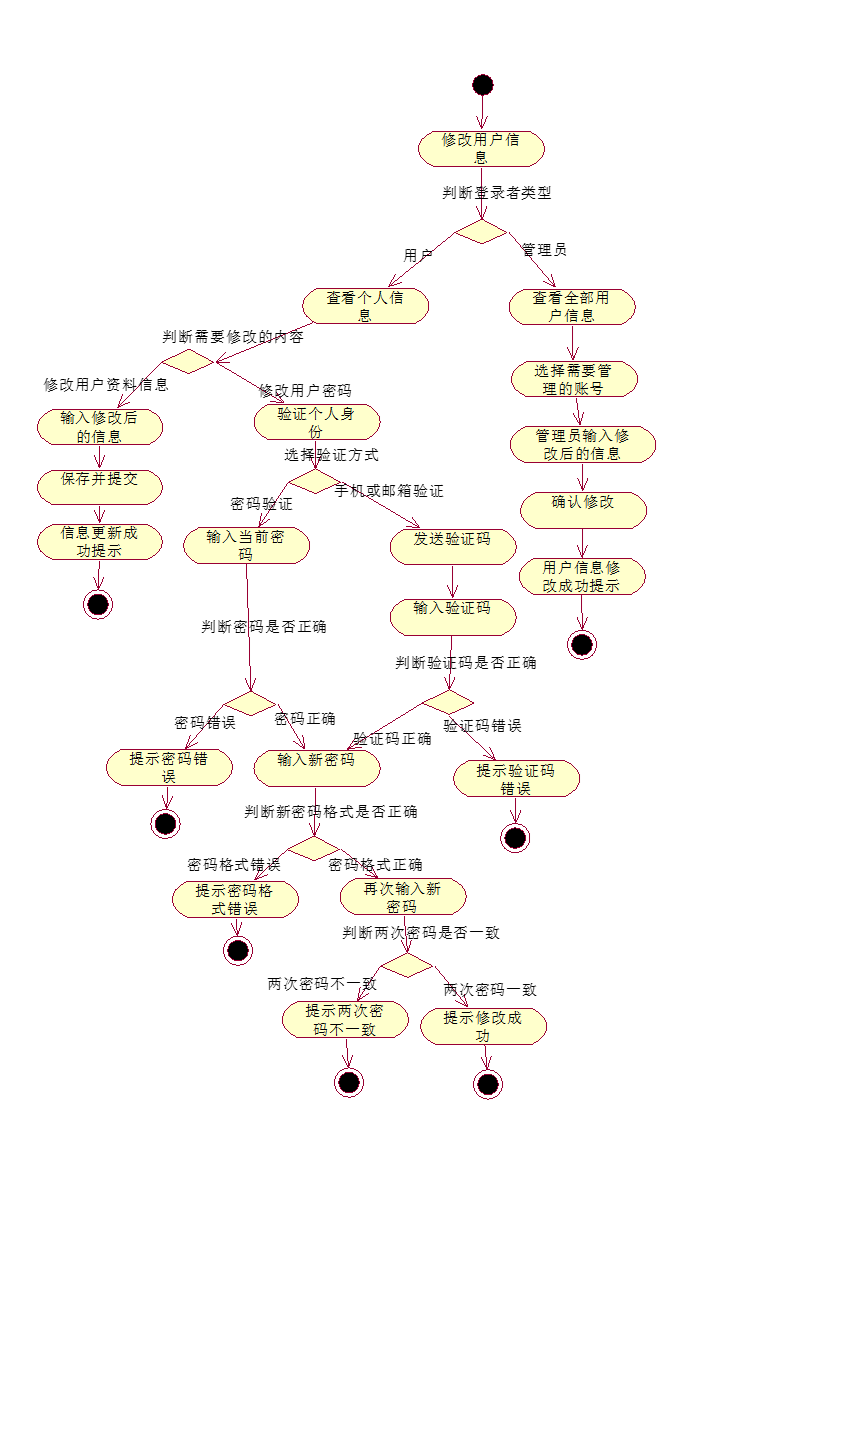 修改用户信
息
判断登录者类型
用户
管理员
查看个人信
息
查看全部用
户信息
判断需要修改的内容
修改用户资料信息
修改用户密码
选择需要管
理的账号
输入修改后
的信息
验证个人身
份
管理员输入修
改后的信息
选择验证方式
保存并提交
密码验证
手机或邮箱验证
确认修改
信息更新成
功提示
输入当前密
码
发送验证码
用户信息修
改成功提示
输入验证码
判断密码是否正确
判断验证码是否正确
密码错误
密码正确
验证码正确
验证码错误
提示密码错
误
输入新密码
提示验证码
错误
判断新密码格式是否正确
密码格式错误
密码格式正确
提示密码格
式错误
再次输入新
密码
判断两次密码是否一致
两次密码不一致
两次密码一致
提示两次密
码不一致
提示修改成
功